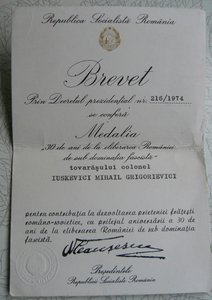 Republica Socialistă România
Brevet
Prin Decretul prezidențial nr. 216/1974
se conferă
Medalia
"30 de ani de la eliberarea României
de sub dominația fascistă"
tovarășului colonel
IUSKEVICI MIHAIL GRIGORIEVICI
pentru contribuția la dezvoltarea prieteniei frățești
româno-sovietice, cu prilejul aniversării a 30 de
ani de la eliberarea României de sub dominația
fascistă.
Președintele
Republicii Socialiste România